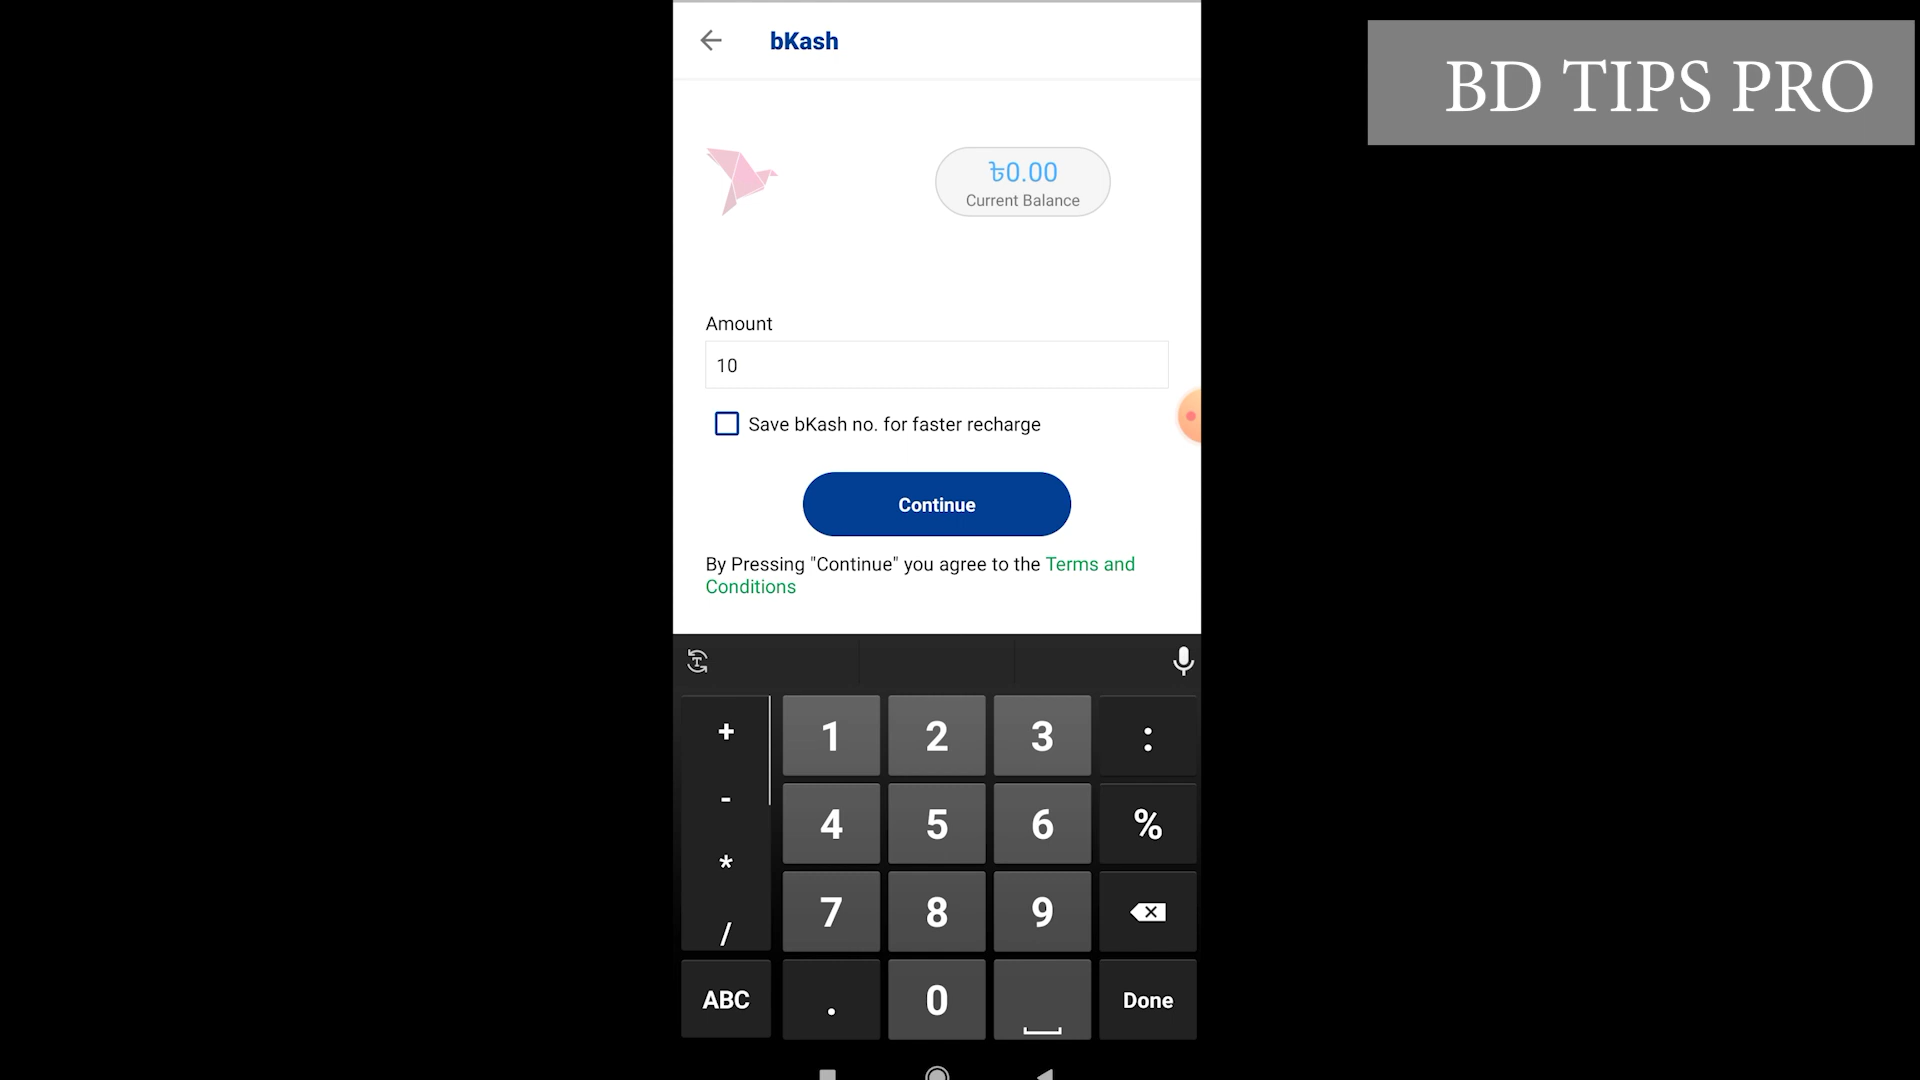 bKash
BD TIPS PRO
৳0.00
Current Balance
Amount
10
Save bKash no. for faster recharge
Continue
By Pressing "Continue" you agree to the Terms and
Conditions
+ 1 2 3 :
- 4 5 6 %
* 7 8 9
/
ABC . 0 Done